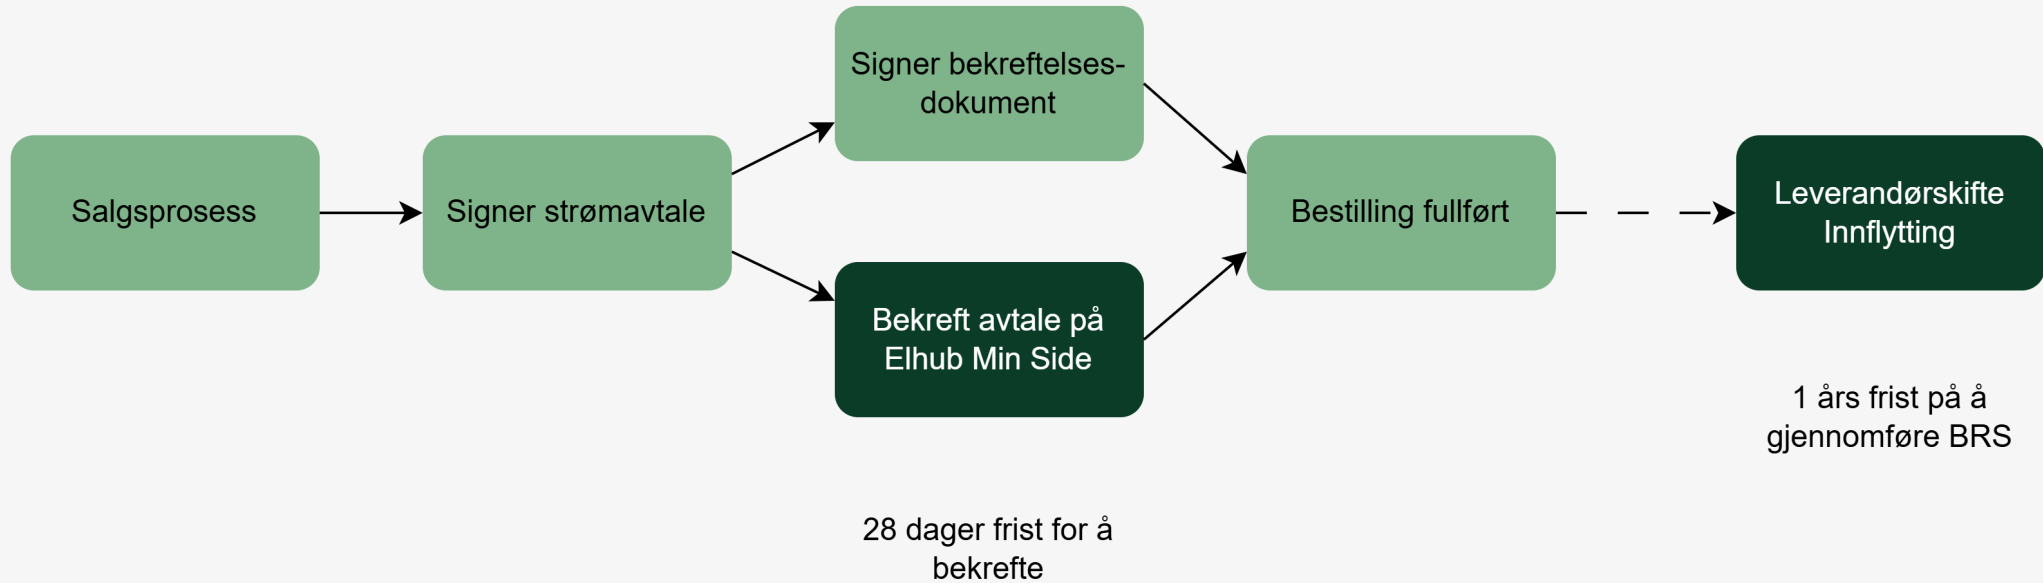 Salgsprosess
Signer strømavtale
Signer bekreftelses-
dokument
Bekreft avtale på
Elhub Min Side
28 dager frist for å
bekrefte
Bestilling fullført
Leverandørskifte
Innflytting
1 års frist på å
gjennomføre BRS